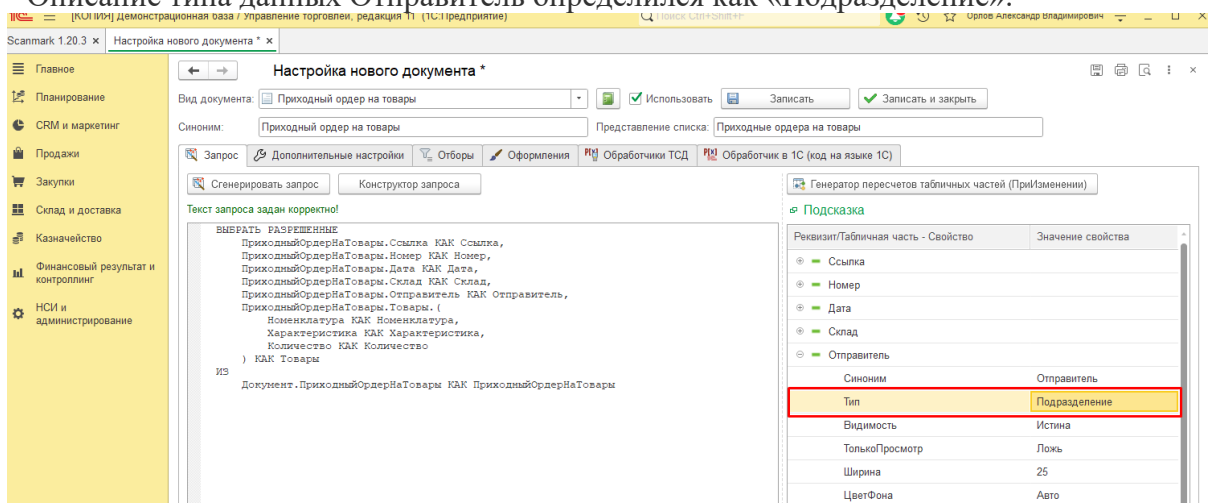 Описание типа данных Отправитель определился как «Подразделение».
[КОПИЯ] Демонстрационная база / Управление торговлей, редакция 11 (1С:Предприятие) Поиск Ctrl+Shift+F Орлов Александр Владимирович
Scanmark 1.20.3 × Настройка нового документа * ×
Главное
Планирование
CRM и маркетинг
Продажи
Закупки
Склад и доставка
Казначейство
Финансовый результат и
контроллинг
НСИ и
администрирование
Настройка нового документа *
Вид документа: Приходный ордер на товары Использовать Записать Записать и закрыть
Синоним: Приходный ордер на товары Представление списка: Приходные ордера на товары
Запрос Дополнительные настройки Отборы Оформления Обработчики ТСД Обработчик в 1С (код на языке 1С)
Сгенерировать запрос Конструктор запроса Генератор пересчетов табличных частей (ПриИзменении)
Текст запроса задан корректно!
ВЫБРАТЬ РАЗРЕШЕННЫЕ
ПриходныйОрдерНаТовары.Ссылка КАК Ссылка,
ПриходныйОрдерНаТовары.Номер КАК Номер,
ПриходныйОрдерНаТовары.Дата КАК Дата,
ПриходныйОрдерНаТовары.Склад КАК Склад,
ПриходныйОрдерНаТовары.Отправитель КАК Отправитель,
ПриходныйОрдерНаТовары.Товары.(
Номенклатура КАК Номенклатура,
Характеристика КАК Характеристика,
Количество КАК Количество
) КАК Товары
ИЗ
Документ.ПриходныйОрдерНаТовары КАК ПриходныйОрдерНаТовары
Подсказка
Реквизит/Табличная часть - Свойство Значение свойства
Ссылка
Номер
Дата
Склад
Отправитель
Синоним Отправитель
Тип Подразделение
Видимость Истина
ТолькоПросмотр Ложь
Ширина 25
ЦветФона Авто